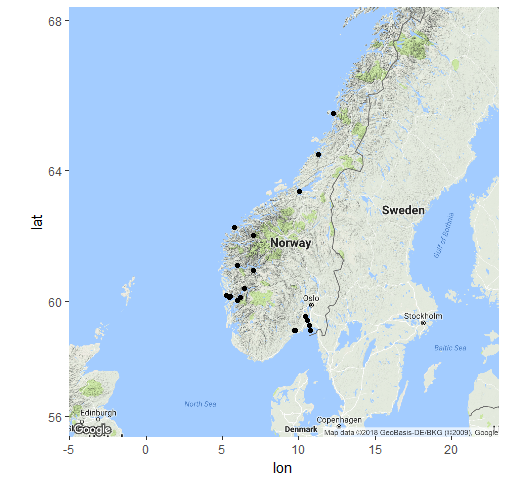 68
64
lat
60
56
Sweden
Gulf of Bothnia
Norway
Oslo
Stockholm
Baltic Sea
North Sea
Edinburgh
Copenhagen
Denmark
Google
Map data ©2018 GeoBasis-DE/BKG (©2009), Google
-5
0
5
10
15
20
lon